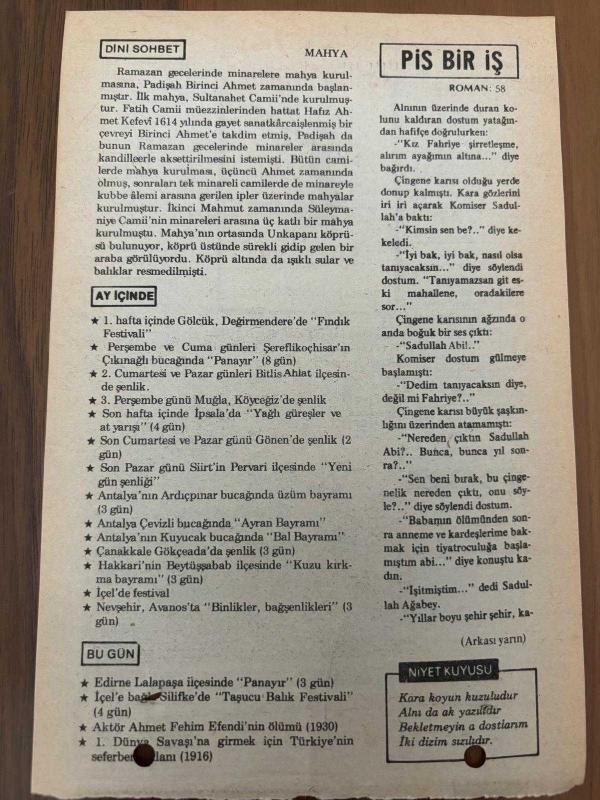 DİNİ SOHBET
MAHYA
Ramazan gecelerinde minarelere mahya kurul-
masına, Padişah Birinci Ahmet zamanında başlan-
mıştır. İlk mahya, Sultanahet Camii'nde kurulmuş-
tur. Fatih Camii müezzinlerinden hattat Hafız Ah-
met Kefevî 1614 yılında gayet sanatkârcaişlenmiş bir
çevreyi Birinci Ahmet'e takdim etmiş, Padişah da
bunun Ramazan gecelerinde mineraler arasında
kandilleerle aksettirilmesini istemişti. Bütün cami-
lerde mahya kurulması, üçüncü Ahmet zamanında
olmuş, sonraları tek minareli camilerde de minareyle
kubbe âlemi arasına gerilen ipler üzerinde mahyalar
kurulmuştur. İkinci Mahmut zamanında Süleyma-
niye Camii'nin minareleri arasına üç katlı bir mahya
kurulmuştu. Mahya'nın ortasında Unkapanı köprü-
sü bulunuyor, köprü üstünde sürekli gidip gelen bir
araba görülüyordu. Köprü altında da ışıklı sular ve
balıklar resmedilmişti.
AY İÇİNDE
★ 1. hafta içinde Gölcük, Değirmendere'de "Fındık
Festivali"
★ Perşembe ve Cuma günleri Şereflikoçhisar'ın
Çıkınağlı bucağında "Panayır" (8 gün)
★ 2. Cumartesi ve Pazar günleri Bitlis Ahlat ilçesin-
de şenlik.
★ 3. Perşembe günü Muğla, Köyceğiz'de şenlik
★ Son hafta içinde İpsala'da "Yağlı güreşler ve
at yarışı" (4 gün)
★ Son Cumartesi ve Pazar günü Gönen'de şenlik (2
gün)
★ Son Pazar günü Siirt'in Pervari ilçesinde "Yeni
gün şenliği"
★ Antalya'nın Ardıçpınar bucağında üzüm bayramı
(3 gün)
★ Antalya Çevizli bucağında "Ayran Bayramı"
★ Antalya'nın Kuyucak bucağında "Bal Bayramı"
★ Çanakkale Gökçeada'da şenlik (3 gün)
★ Hakkari'nin Beytüşşabab ilçesinde "Kuzu kırk-
ma bayramı" (3 gün)
★ İçel'de festival
★ Nevşehir, Avanos'ta "Binlikler, bağşenlikleri" (3
gün)
BU GÜN
★ Edirne Lalapaşa ilçesinde "Panayır" (3 gün)
★ İçel'e bağlı Silifke'de "Taşucu Balık Festivali"
(4 gün)
★ Aktör Ahmet Fehim Efendi'nin ölümü (1930)
★ 1. Dünya Savaşı'na girmek için Türkiye'nin
seferber ilanı (1916)
PİS BİR İŞ
ROMAN: 58
Alnının üzerinde duran ko-
lunu kaldıran dostum yatağın-
dan hafifçe doğrulurken:
-"Kız Fahriye şirretleşme,
alırım ayağımın altına..." diye
bağırdı.
Çingene karısı olduğu yerde
donup kalmıştı. Kara gözlerini
iri iri açarak Komiser Sadul-
lah'a baktı:
-"Kimsin sen be?.." diye ke-
keledi.
-"İyi bak, iyi bak, nasıl olsa
tanıyacaksın..." diye söylendi
dostum. "Tanıyamazsan git es-
ki mahallene, oradakilere
sor..."
Çingene karısının ağzında o
anda boğuk bir ses çıktı:
-"Sadullah Abi!.."
Komiser dostum gülmeye
başlamıştı:
-"Dedim tanıyacaksın diye,
değil mi Fahriye?.."
Çingene karısı büyük şaşkın-
lığını üzerinden atamamıştı:
-"Nereden çıktın Sadullah
Abi?.. Bunca, bunca yıl son-
ra?.."
-"Sen beni bırak, bu çinge-
nelik nereden çıktı, onu söy-
le?.." diye söylendi dostum.
-"Babamın ölümünden son-
ra anneme ve kardeşlerime bak-
mak için tiyatroculuğa başla-
mıştım abi..." diye konuştu ka-
dın.
-"İşitmiştim..." dedi Sadul-
lah Ağabey.
-"Yıllar boyu şehir şehir, ka-
(Arkası yarın)
NİYET KUYUSU
Kara koyun kuzuludur
Alnı da ak yazılıdır
Bekletmeyin a dostlarım
İki dizim sızılıdır.